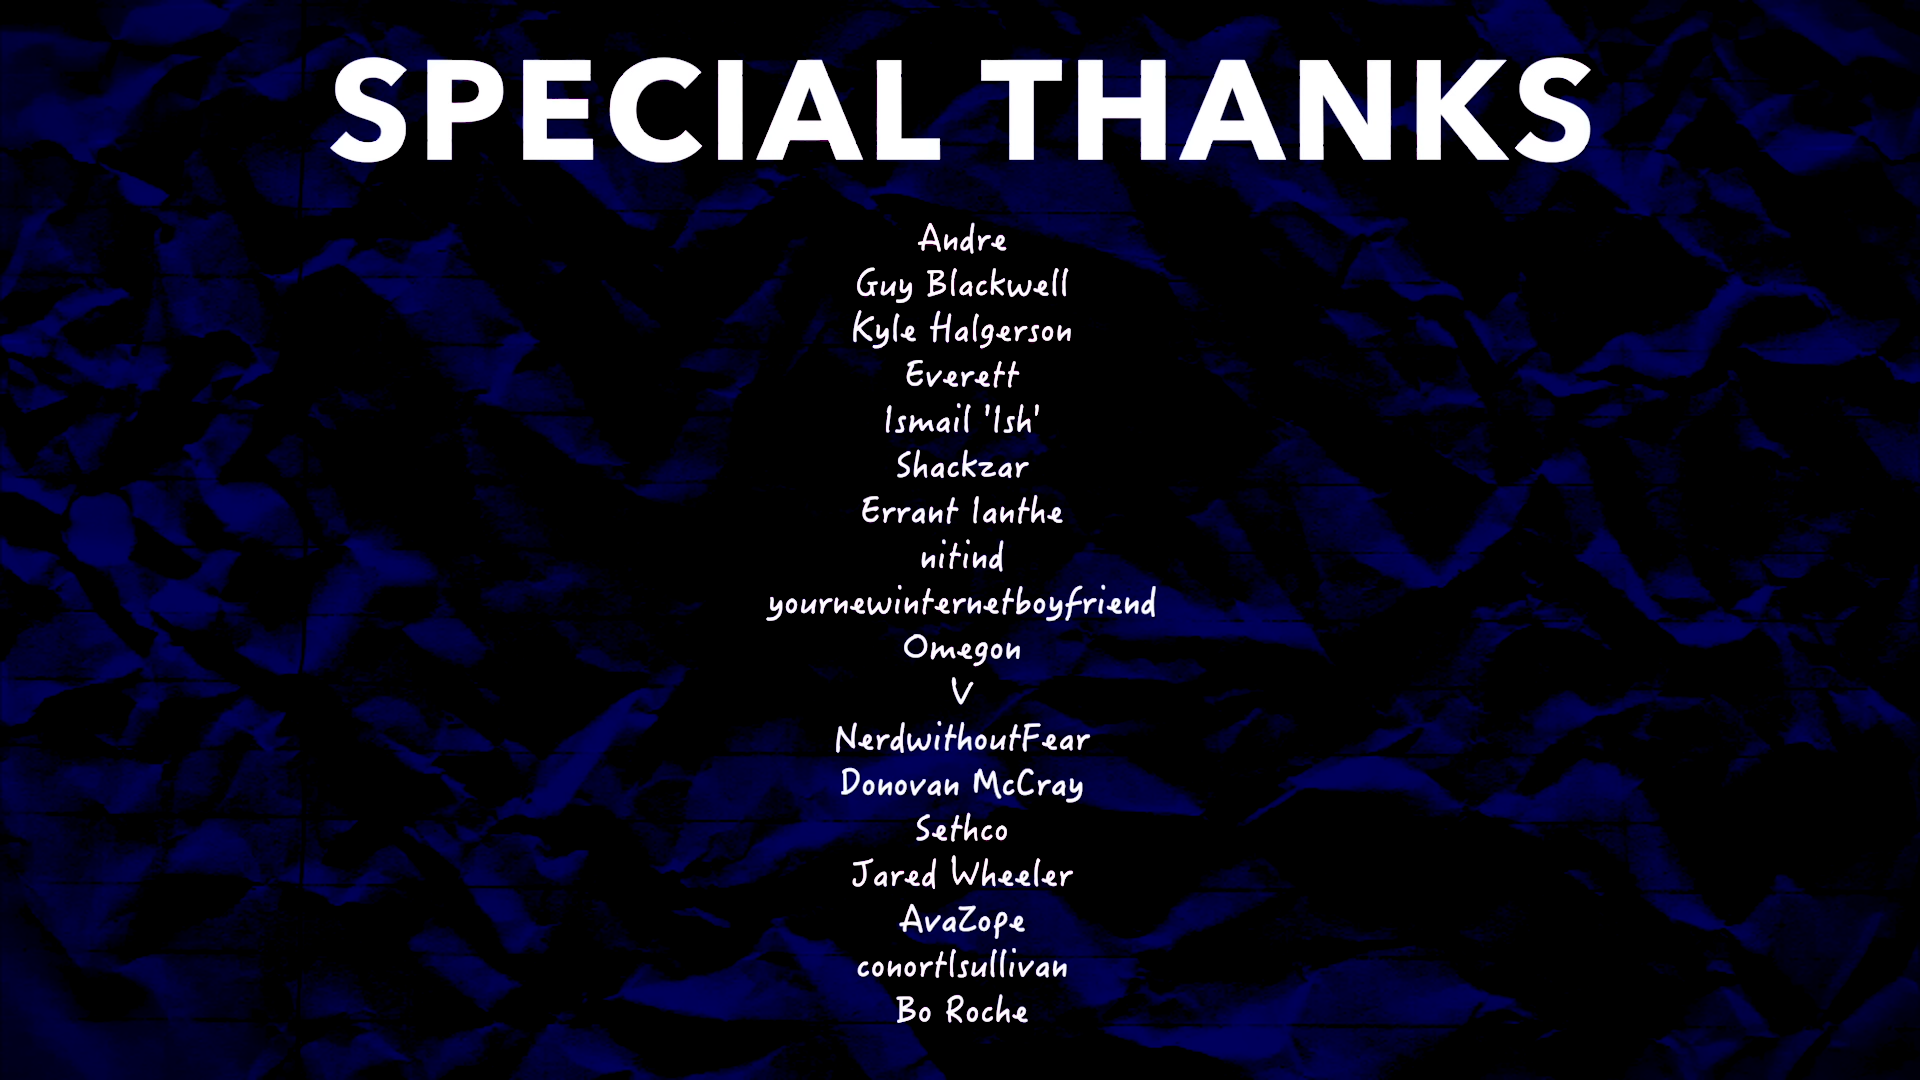 SPECIAL THANKS
Andre
Guy Blackwell
Kyle Halgerson
Everett
Ismail 'Ish'
Shackzar
Errant Ianthe
nitind
yournewinternetboyfriend
Omegon
V
NerdwithoutFear
Donovan McCray
Sethco
Jared Wheeler
AvaZope
conortlsullivan
Bo Roche